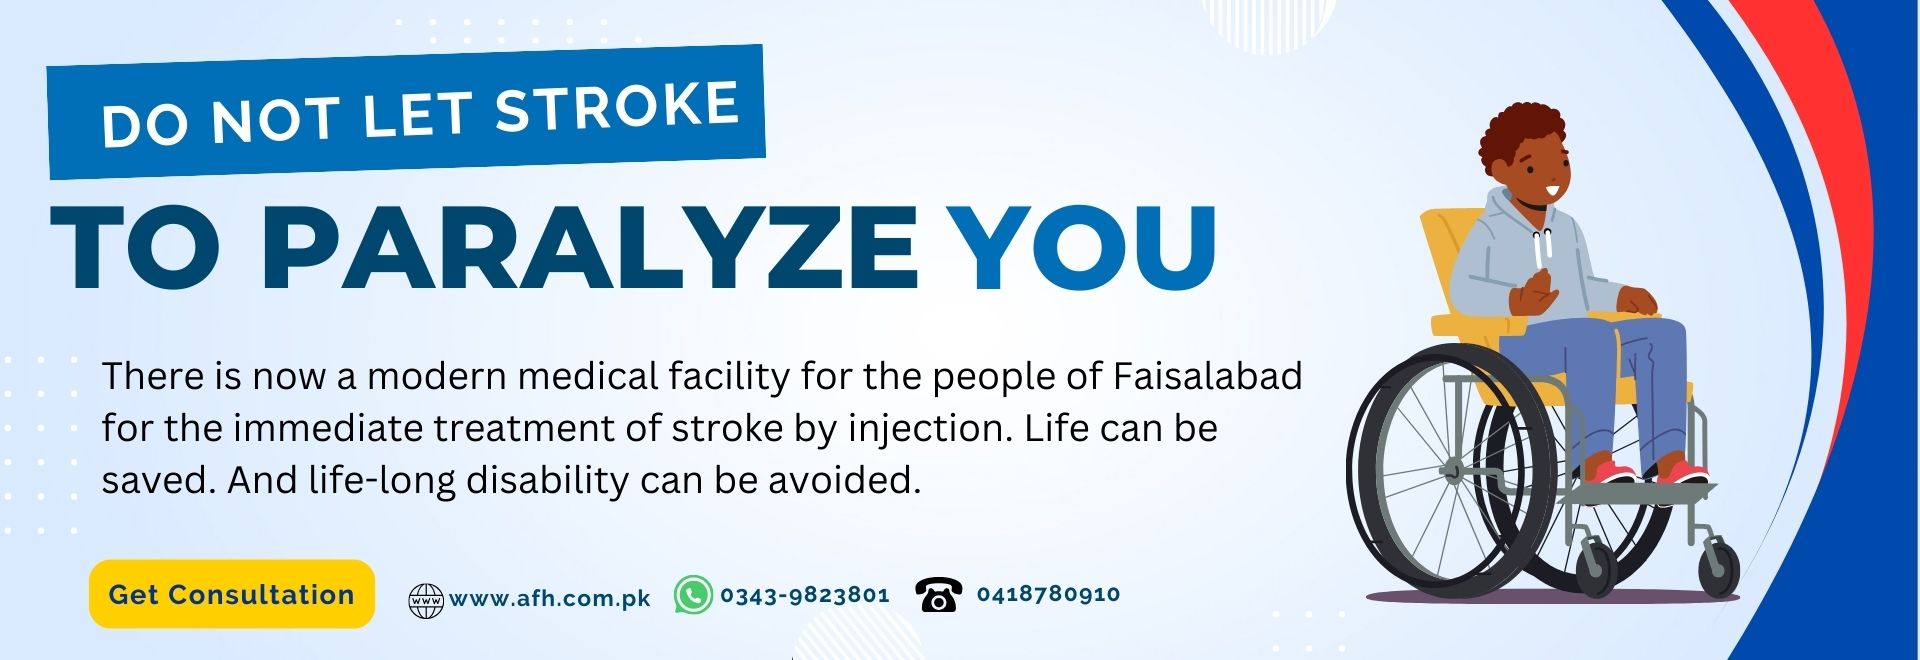 DO NOT LET STROKE
TO PARALYZE YOU
There is now a modern medical facility for the people of Faisalabad
for the immediate treatment of stroke by injection. Life can be
saved. And life-long disability can be avoided.
Get Consultation www www.afh.com.pk 0343-9823801 0418780910